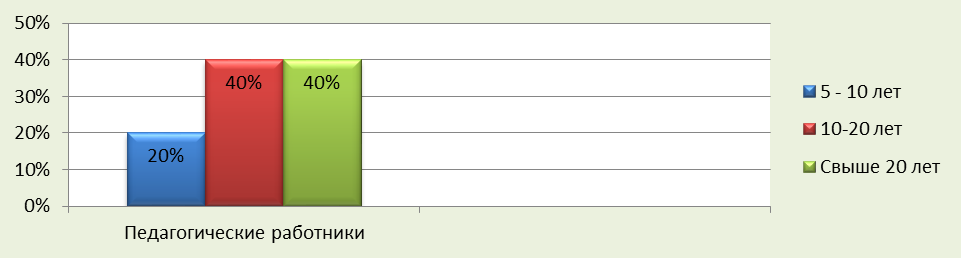 50%
40%
30%
20%
10%
0%
20%
40%
40%
Педагогические работники
5 - 10 лет
10-20 лет
Свыше 20 лет